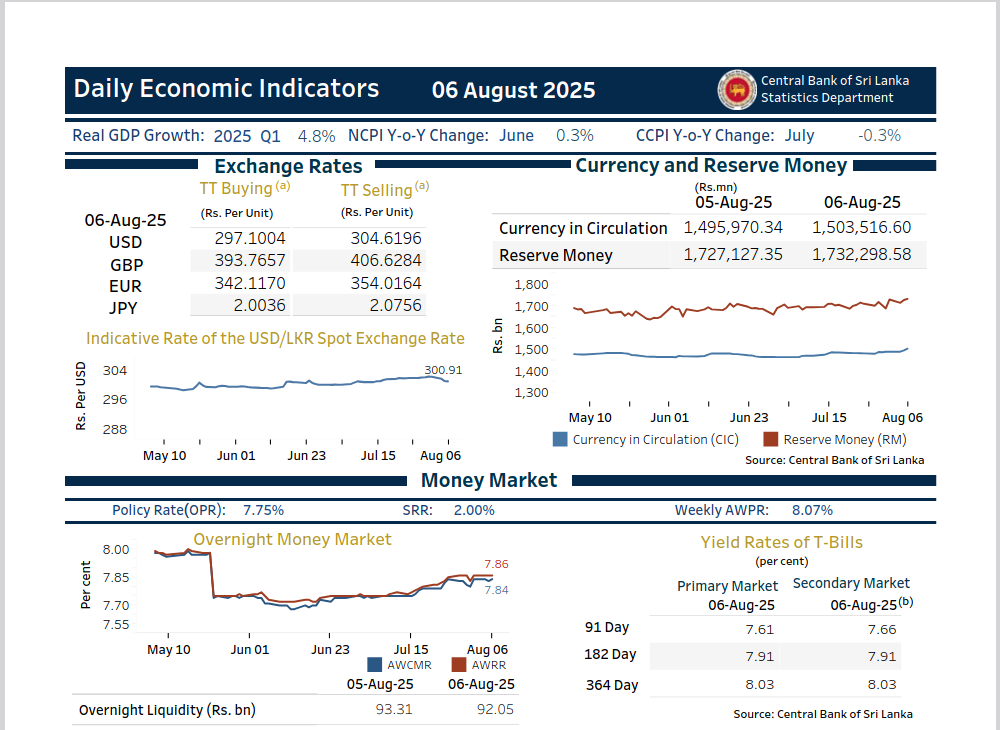 Daily Economic Indicators 06 August 2025
Central Bank of Sri Lanka
Statistics Department
Real GDP Growth: 2025 Q1 4.8% NCPI Y-o-Y Change: June 0.3% CCPI Y-o-Y Change: July -0.3%
Exchange Rates
TT Buying (a) TT Selling (a)
06-Aug-25 (Rs. Per Unit) (Rs. Per Unit)
USD 297.1004 304.6196
GBP 393.7657 406.6284
EUR 342.1170 354.0164
JPY 2.0036 2.0756
Indicative Rate of the USD/LKR Spot Exchange Rate
Rs. Per USD
304
296
288
300.91
May 10 Jun 01 Jun 23 Jul 15 Aug 06
Currency and Reserve Money
(Rs.mn)
05-Aug-25 06-Aug-25
Currency in Circulation 1,495,970.34 1,503,516.60
Reserve Money 1,727,127.35 1,732,298.58
Rs. bn
1,800
1,700
1,600
1,500
1,400
1,300
May 10 Jun 01 Jun 23 Jul 15 Aug 06
Currency in Circulation (CIC) Reserve Money (RM)
Source: Central Bank of Sri Lanka
Money Market
Policy Rate(OPR): 7.75% SRR: 2.00% Weekly AWPR: 8.07%
Overnight Money Market
Per cent
8.00
7.85
7.70
7.55
7.86
7.84
May 10 Jun 01 Jun 23 Jul 15 Aug 06
AWCMR AWRR
05-Aug-25 06-Aug-25
Overnight Liquidity (Rs. bn) 93.31 92.05
Yield Rates of T-Bills
(per cent)
Primary Market Secondary Market
06-Aug-25 06-Aug-25(b)
91 Day 7.61 7.66
182 Day 7.91 7.91
364 Day 8.03 8.03
Source: Central Bank of Sri Lanka